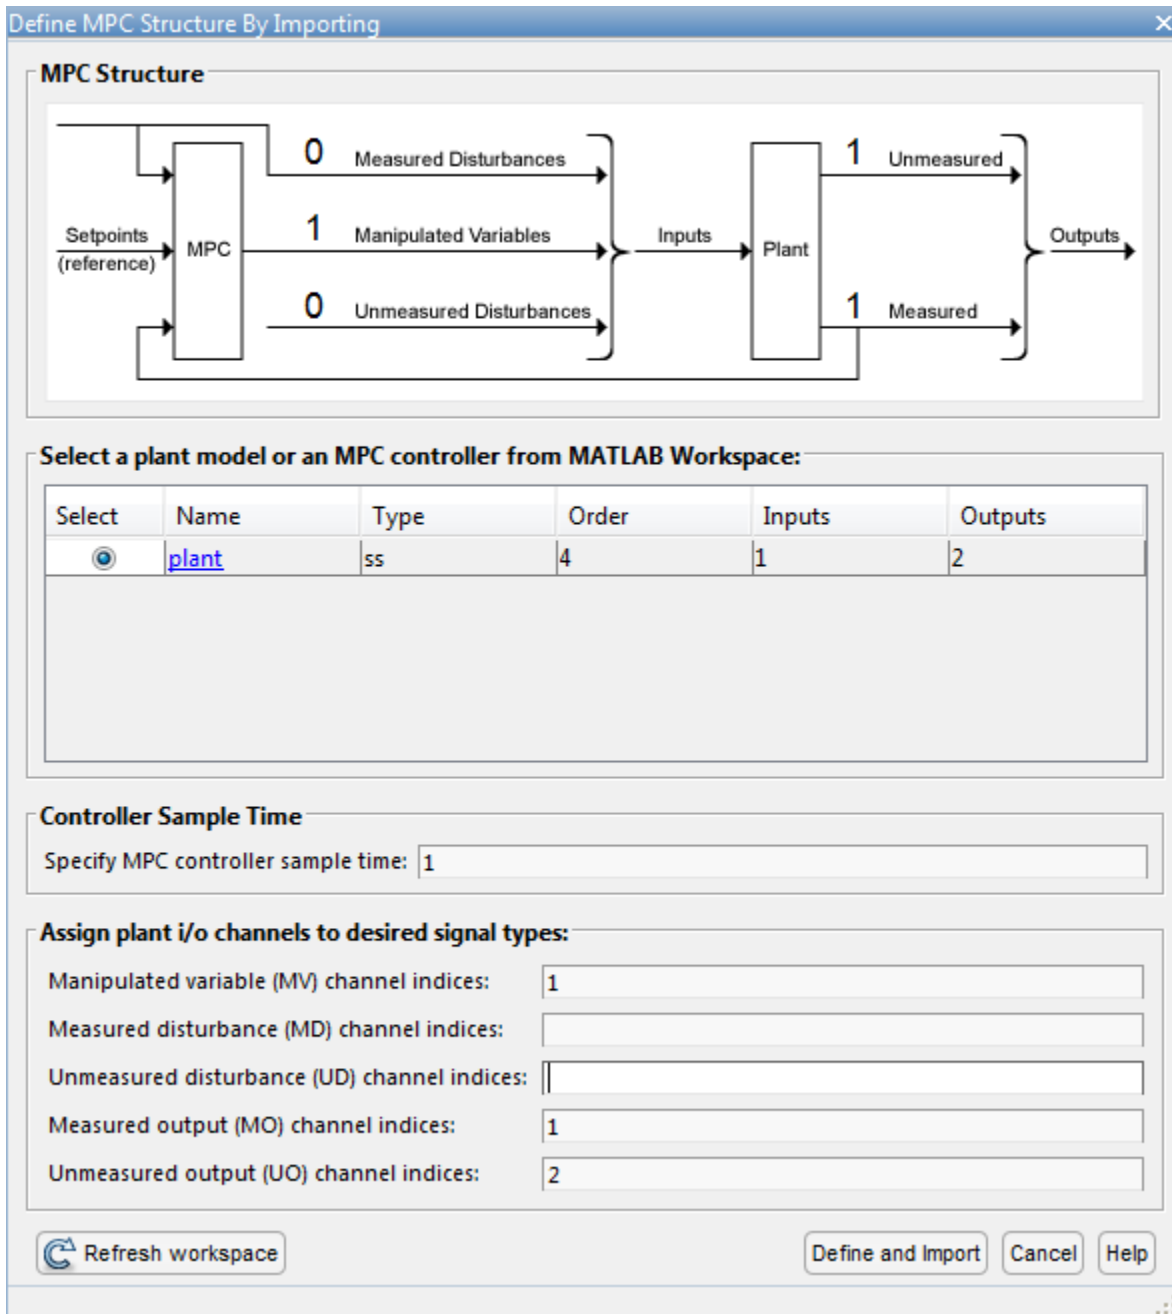 Define MPC Structure By Importing
MPC Structure
0 Measured Disturbances
1 Unmeasured
Setpoints
(reference)
MPC
1 Manipulated Variables
Inputs
Plant
Outputs
0 Unmeasured Disturbances
1 Measured
Select a plant model or an MPC controller from MATLAB Workspace:
Select Name Type Order Inputs Outputs
plant ss 4 1 2
Controller Sample Time
Specify MPC controller sample time: 1
Assign plant i/o channels to desired signal types:
Manipulated variable (MV) channel indices: 1
Measured disturbance (MD) channel indices:
Unmeasured disturbance (UD) channel indices:
Measured output (MO) channel indices: 1
Unmeasured output (UO) channel indices: 2
Refresh workspace Define and Import Cancel Help